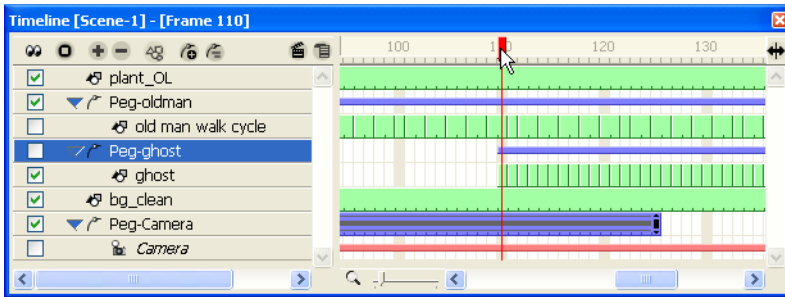 Timeline [Scene-1] - [Frame 110]
100 110 120 130
plant_OL
Peg-oldman
old man walk cycle
Peg-ghost
ghost
bg_clean
Peg-Camera
Camera